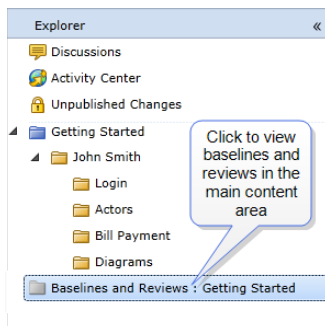 Explorer «
Discussions
Activity Center
Unpublished Changes
Getting Started
John Smith
Login
Actors
Bill Payment
Diagrams
Click to view
baselines and
reviews in the
main content
area
Baselines and Reviews : Getting Started